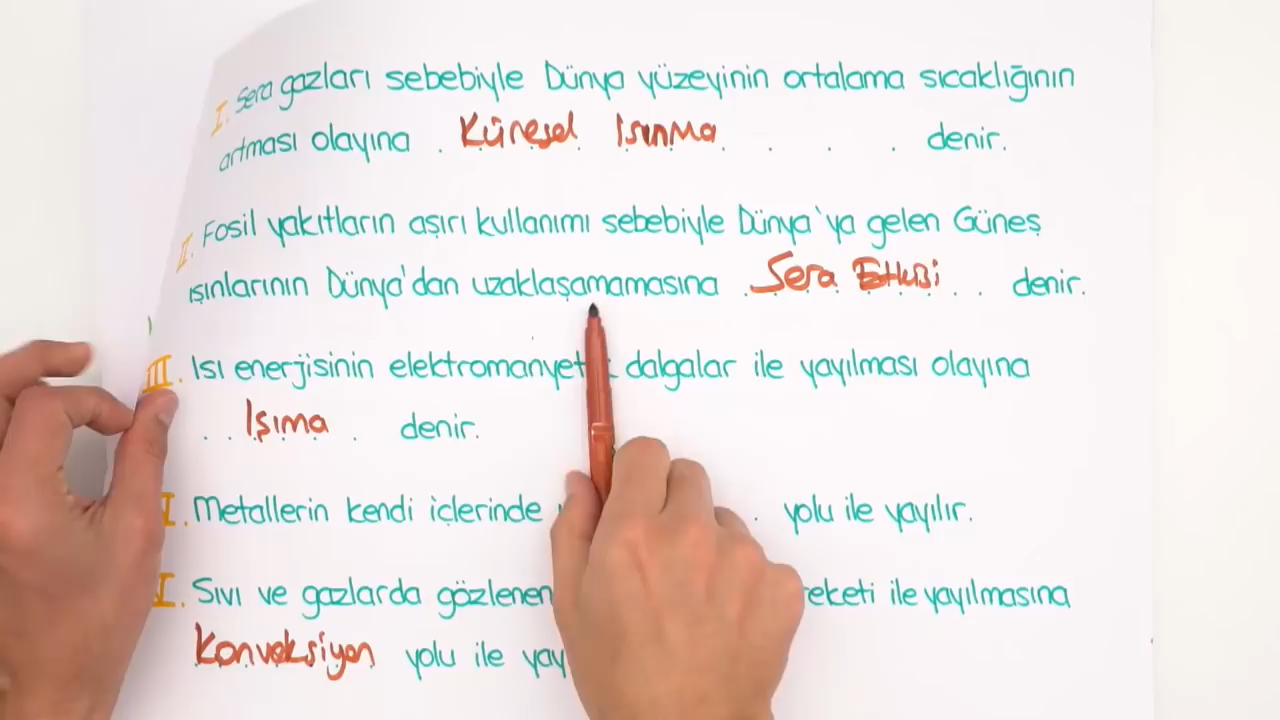 I. Sera gazları sebebiyle Dünya yüzeyinin ortalama sıcaklığının
artması olayına . Küresel Isınma . . . denir.
II. Fosil yakıtların aşırı kullanımı sebebiyle Dünya'ya gelen Güneş
ışınlarının Dünya'dan uzaklaşamamasına Sera Etkisi . . denir.
III. Isı enerjisinin dalgalar ile yayılması olayına
. . Işıma . denir.
Metallerin kendi içlerinde . yolu ile yayılır.
Sıvı ve gazlarda gözlenen ile yayılmasına
Konveksiyon yolu ile